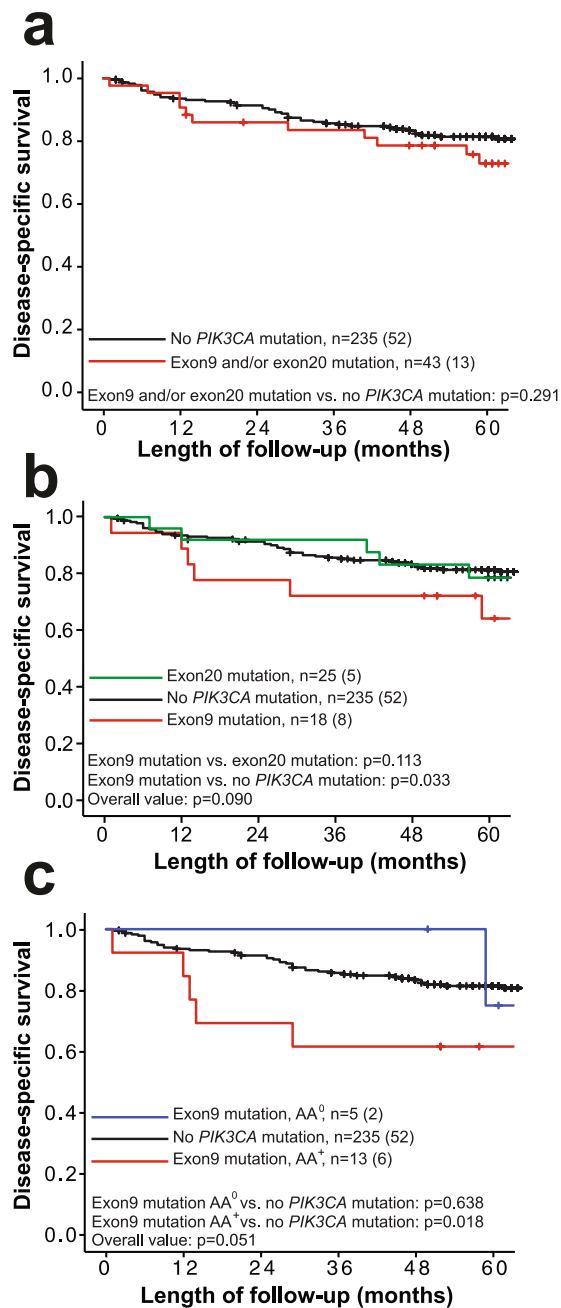 a
Disease-specific survival
1.0
0.8
0.6
0.4
0.2
0.0
No PIK3CA mutation, n=235 (52)
Exon9 and/or exon20 mutation, n=43 (13)
Exon9 and/or exon20 mutation vs. no PIK3CA mutation: p=0.291
0 12 24 36 48 60
Length of follow-up (months)
b
Disease-specific survival
1.0
0.8
0.6
0.4
0.2
0.0
Exon20 mutation, n=25 (5)
No PIK3CA mutation, n=235 (52)
Exon9 mutation, n=18 (8)
Exon9 mutation vs. exon20 mutation: p=0.113
Exon9 mutation vs. no PIK3CA mutation: p=0.033
Overall value: p=0.090
0 12 24 36 48 60
Length of follow-up (months)
c
Disease-specific survival
1.0
0.8
0.6
0.4
0.2
0.0
Exon9 mutation, AA⁰, n=5 (2)
No PIK3CA mutation, n=235 (52)
Exon9 mutation, AA⁺, n=13 (6)
Exon9 mutation AA⁰ vs. no PIK3CA mutation: p=0.638
Exon9 mutation AA⁺ vs. no PIK3CA mutation: p=0.018
Overall value: p=0.051
0 12 24 36 48 60
Length of follow-up (months)